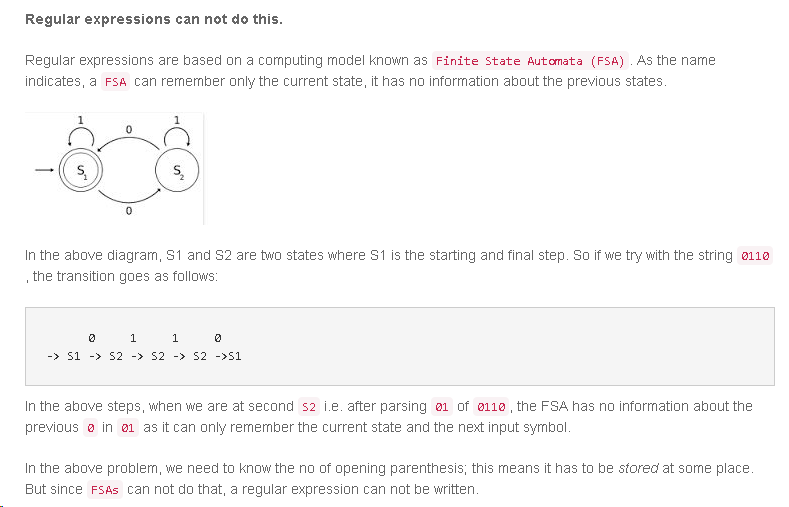 Regular expressions can not do this.
Regular expressions are based on a computing model known as Finite State Automata (FSA) . As the name
indicates, a FSA can remember only the current state, it has no information about the previous states.
1 0 1
S1 S2
0
In the above diagram, S1 and S2 are two states where S1 is the starting and final step. So if we try with the string 0110
, the transition goes as follows:
0 1 1 0
-> S1 -> S2 -> S2 -> S2 ->S1
In the above steps, when we are at second S2 i.e. after parsing 01 of 0110 , the FSA has no information about the
previous 0 in 01 as it can only remember the current state and the next input symbol.
In the above problem, we need to know the no of opening parenthesis; this means it has to be stored at some place.
But since FSAs can not do that, a regular expression can not be written.